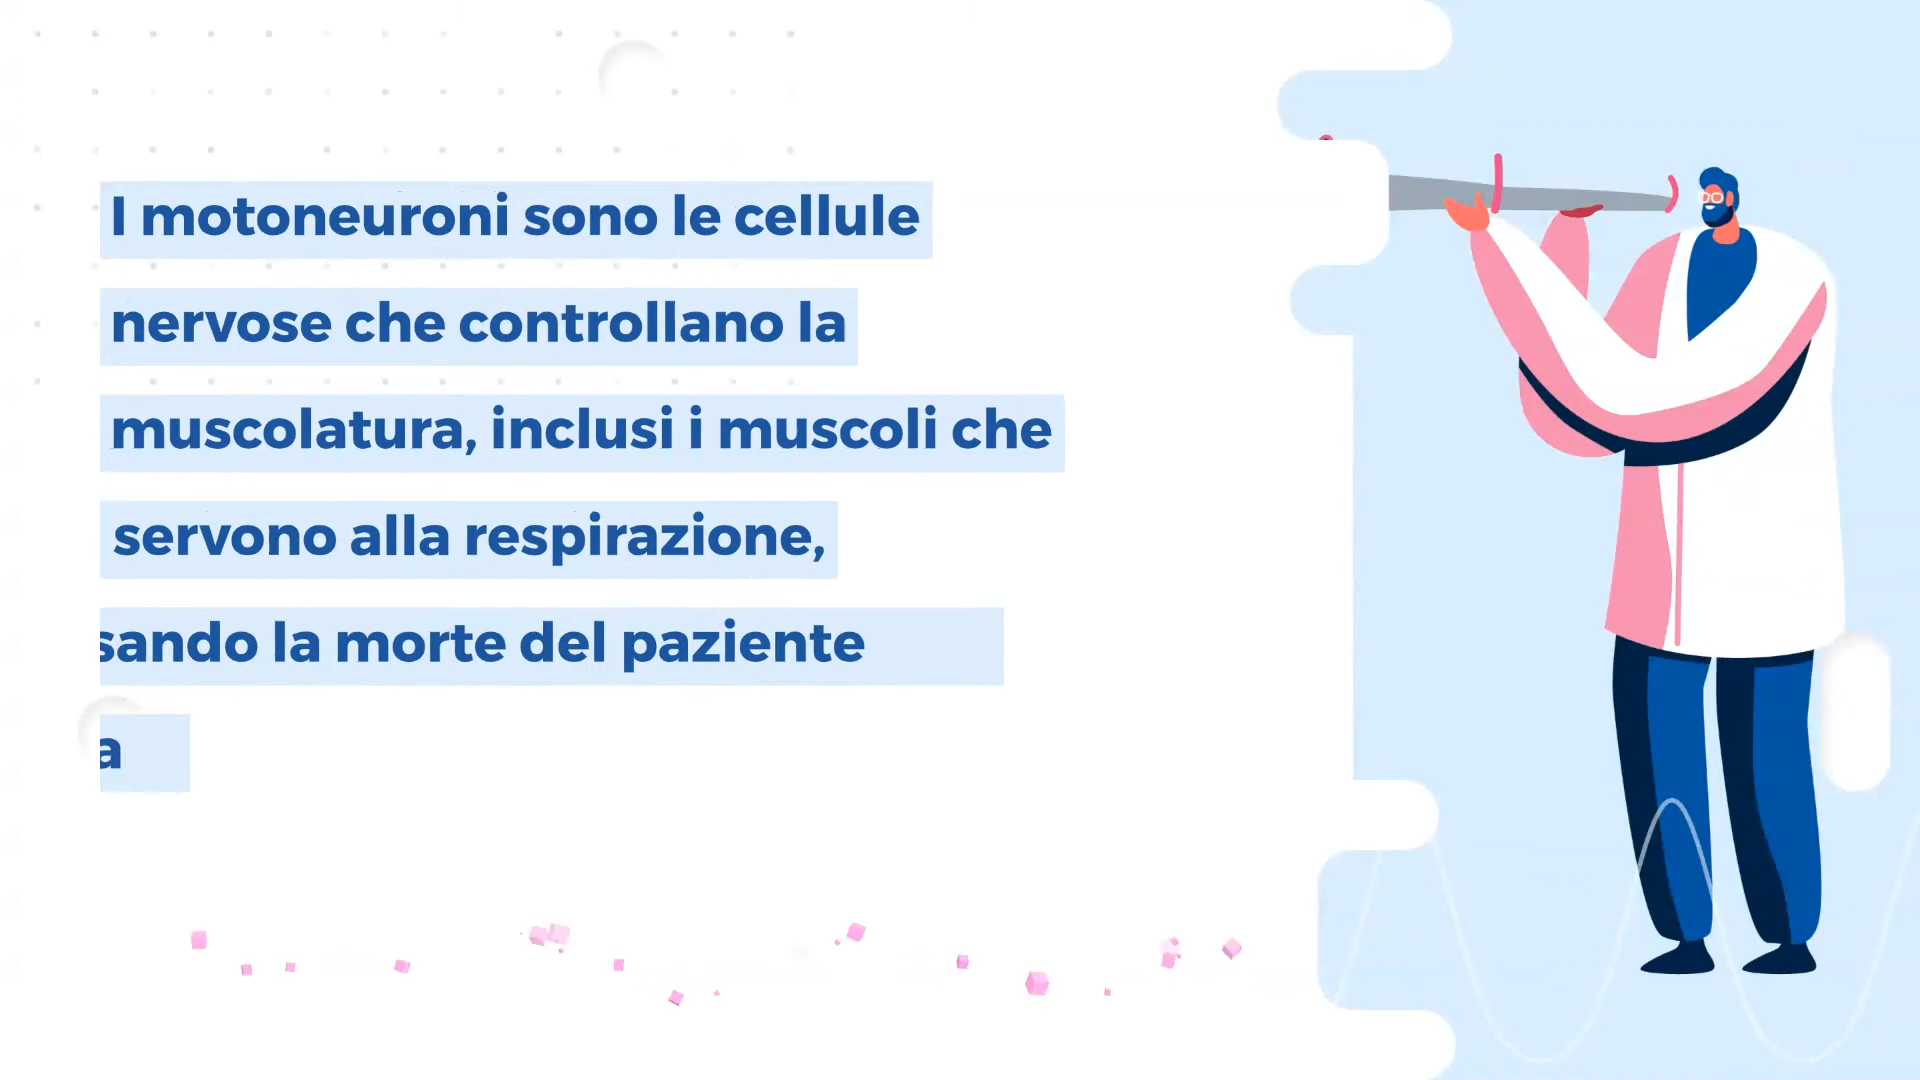 I motoneuroni sono le cellule
nervose che controllano la
muscolatura, inclusi i muscoli che
servono alla respirazione,
sando la morte del paziente
a